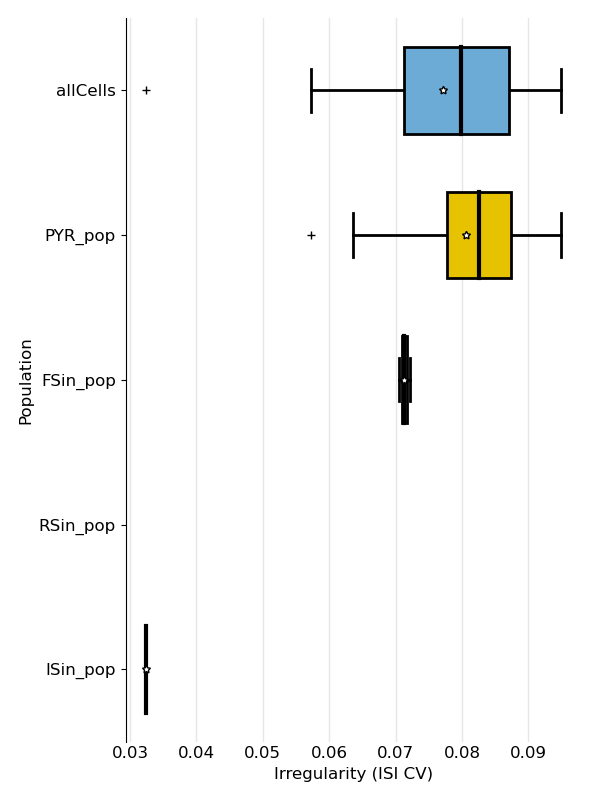 allCells
PYR_pop
FSin_pop
RSin_pop
ISin_pop
Population
0.03 0.04 0.05 0.06 0.07 0.08 0.09
Irregularity (ISI CV)